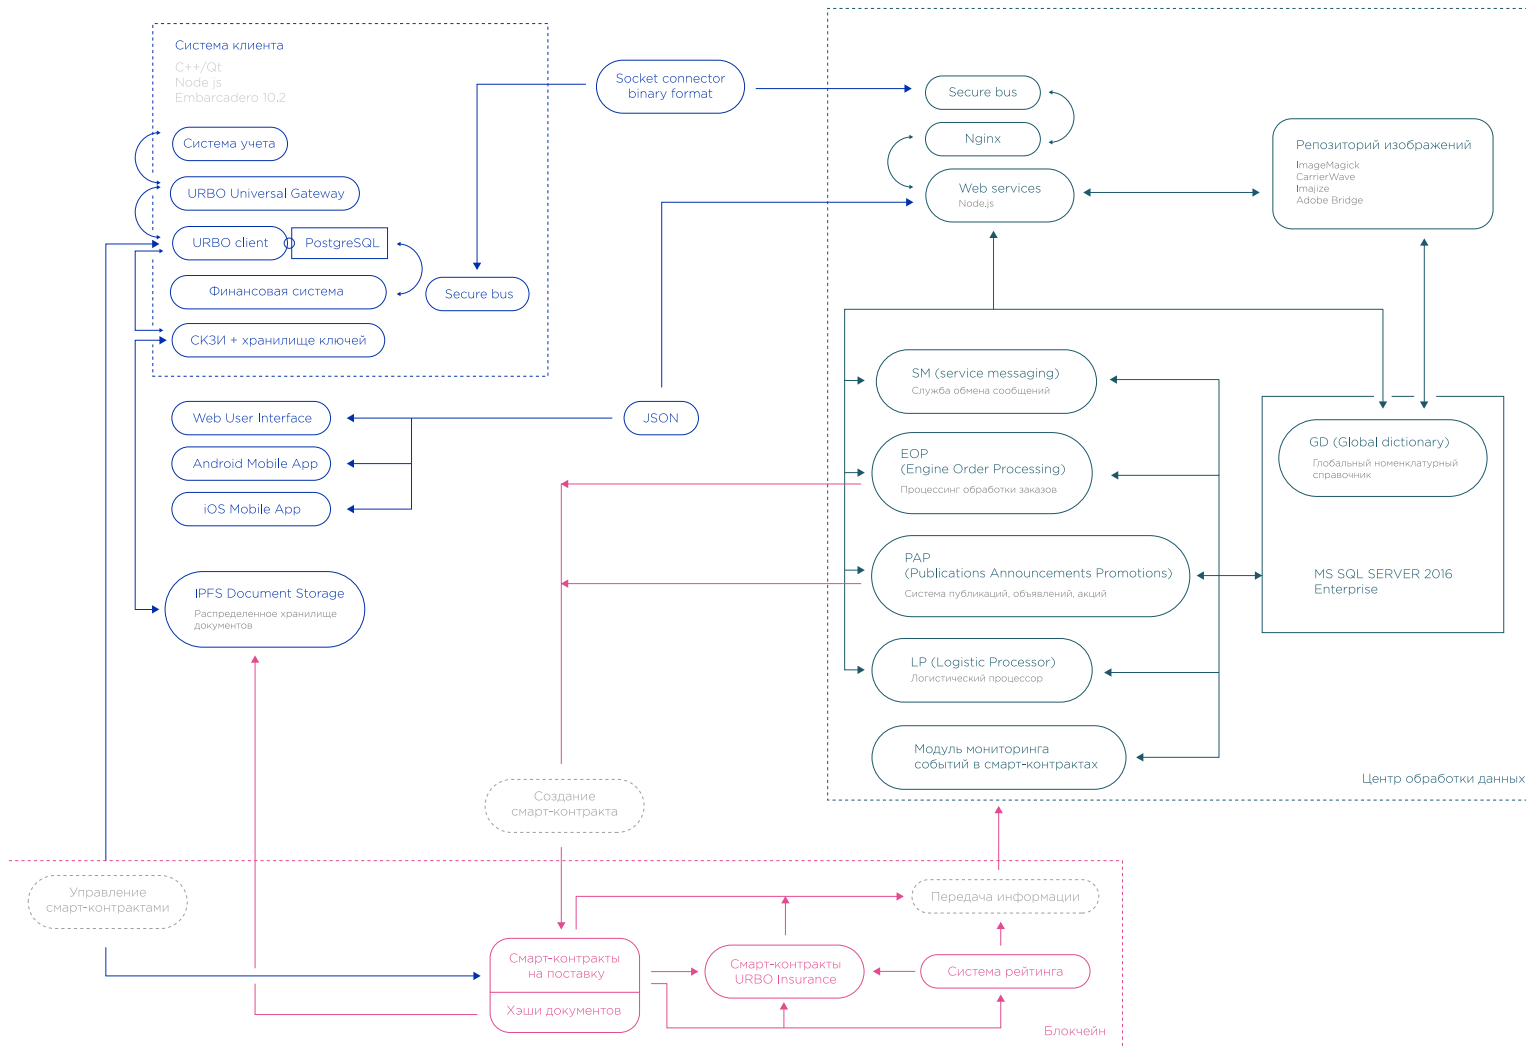 Система клиента
C++/Qt
Node js
Embarcadero 10.2
Система учета
URBO Universal Gateway
URBO client
PostgreSQL
Финансовая система
Secure bus
СКЗИ + хранилище ключей
Web User Interface
Android Mobile App
iOS Mobile App
IPFS Document Storage
Распределенное хранилище
документов
Socket connector
binary format
JSON
Secure bus
Nginx
Web services
Node.js
Репозиторий изображений
ImageMagick
CarrierWave
Imajize
Adobe Bridge
SM (service messaging)
Служба обмена сообщений
EOP
(Engine Order Processing)
Процессинг обработки заказов
PAP
(Publications Announcements Promotions)
Система публикаций, объявлений, акций
LP (Logistic Processor)
Логистический процессор
Модуль мониторинга
событий в смарт-контрактах
GD (Global dictionary)
Глобальный номенклатурный
справочник
MS SQL SERVER 2016
Enterprise
Центр обработки данных
Создание
смарт-контракта
Управление
смарт-контрактами
Передача информации
Смарт-контракты
на поставку
Хэши документов
Смарт-контракты
URBO Insurance
Система рейтинга
Блокчейн